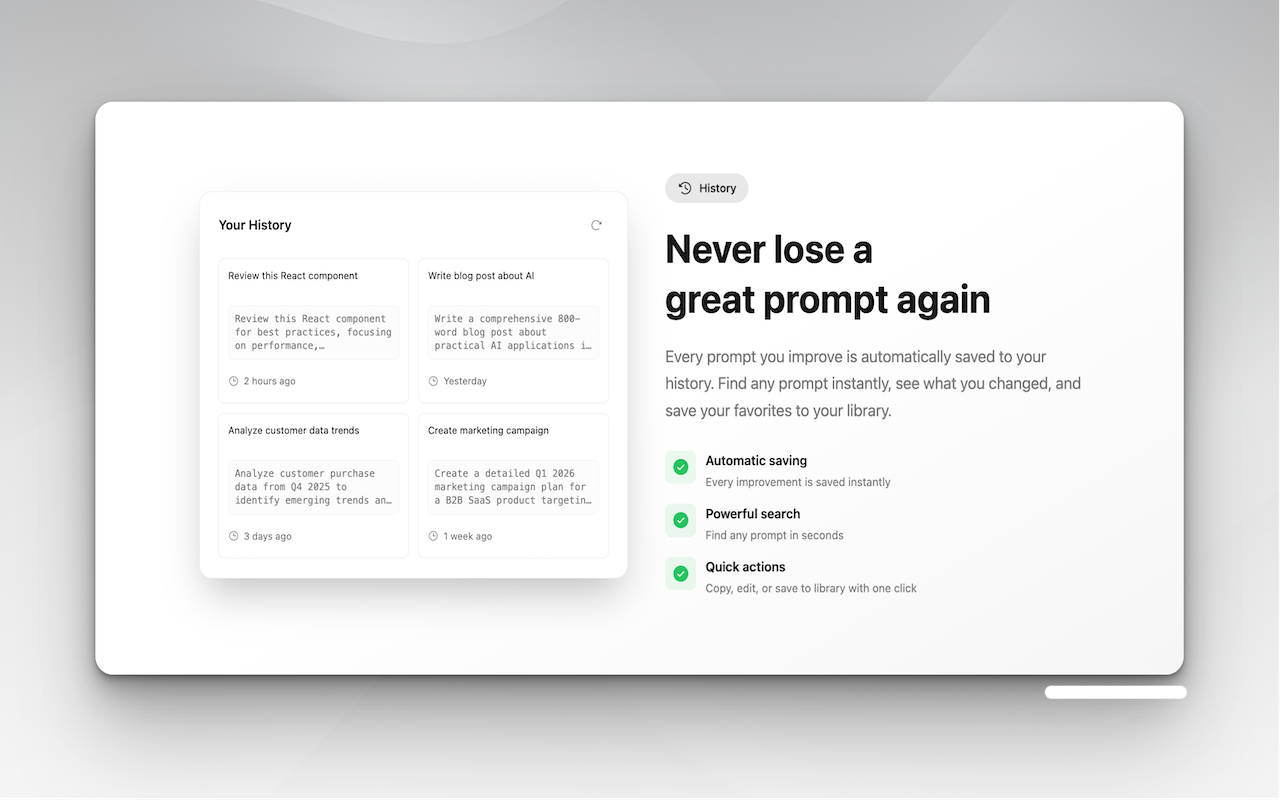 Your History
Review this React component
Review this React component
for best practices, focusing
on performance,…
2 hours ago
Write blog post about AI
Write a comprehensive 800-
word blog post about
practical AI applications i…
Yesterday
Analyze customer data trends
Analyze customer purchase
data from Q4 2025 to
identify emerging trends an…
3 days ago
Create marketing campaign
Create a detailed Q1 2026
marketing campaign plan for
a B2B SaaS product targetin…
1 week ago
History
Never lose a
great prompt again
Every prompt you improve is automatically saved to your
history. Find any prompt instantly, see what you changed, and
save your favorites to your library.
Automatic saving
Every improvement is saved instantly
Powerful search
Find any prompt in seconds
Quick actions
Copy, edit, or save to library with one click